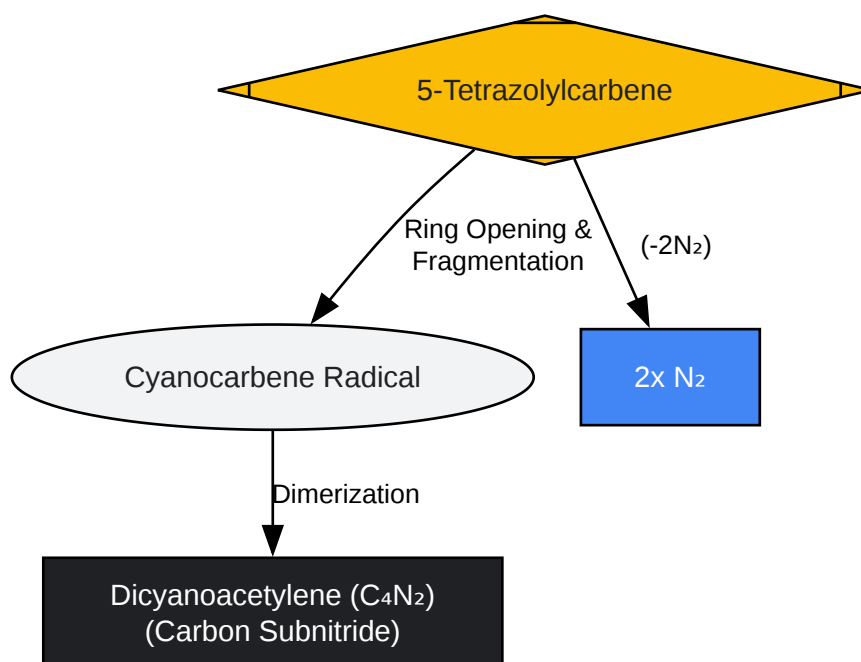 5-Tetrazolylcarbene
Ring Opening &
Fragmentation
(-2N₂)
Cyanocarbene Radical
2x N₂
Dimerization
Dicyanoacetylene (C₄N₂)
(Carbon Subnitride)